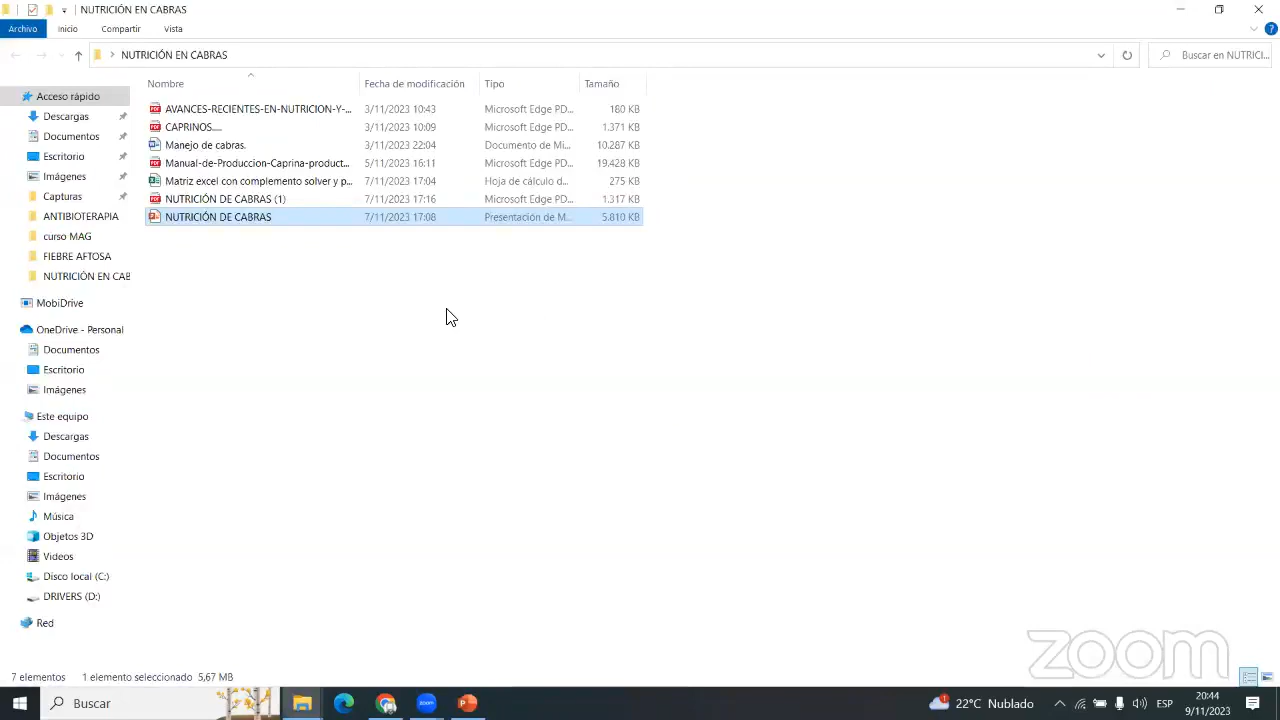 NUTRICIÓN EN CABRAS
Archivo Inicio Compartir Vista
NUTRICIÓN EN CABRAS Buscar en NUTRICI...
Nombre Fecha de modificación Tipo Tamaño
Acceso rápido
Descargas
Documentos
Escritorio
Imágenes
Capturas
ANTIBIOTERAPIA
curso MAG
FIEBRE AFTOSA
NUTRICIÓN EN CAB
MobiDrive
OneDrive - Personal
Documentos
Escritorio
Imágenes
Este equipo
Descargas
Documentos
Escritorio
Imágenes
Música
Objetos 3D
Videos
Disco local (C:)
DRIVERS (D:)
Red
AVANCES-RECIENTES-EN-NUTRICION-Y-... 3/11/2023 10:43 Microsoft Edge PD... 180 KB
CAPRINOS.... 3/11/2023 10:09 Microsoft Edge PD... 1.371 KB
Manejo de cabras. 3/11/2023 22:04 Documento de Mi... 10.287 KB
Manual-de-Produccion-Caprina-product... 5/11/2023 16:11 Microsoft Edge PD... 19.428 KB
Matriz excel con complemento solver y p... 7/11/2023 17:04 Hoja de cálculo d... 275 KB
NUTRICIÓN DE CABRAS (1) 7/11/2023 17:16 Microsoft Edge PD... 1.317 KB
NUTRICIÓN DE CABRAS 7/11/2023 17:08 Presentación de M... 5.810 KB
zoom
7 elementos 1 elemento seleccionado 5,67 MB
Buscar zoom 22°C Nublado ESP 20:44
9/11/2023